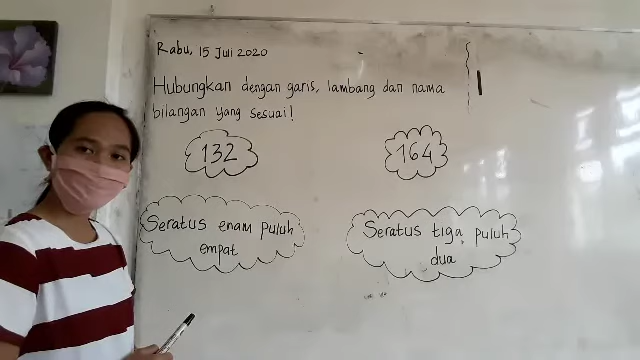 Rabu, 15 Juli 2020
Hubungkan dengan garis, lambang dan nama
bilangan yang sesuai!
132
164
Seratus enam puluh
empat
Seratus tiga puluh
dua